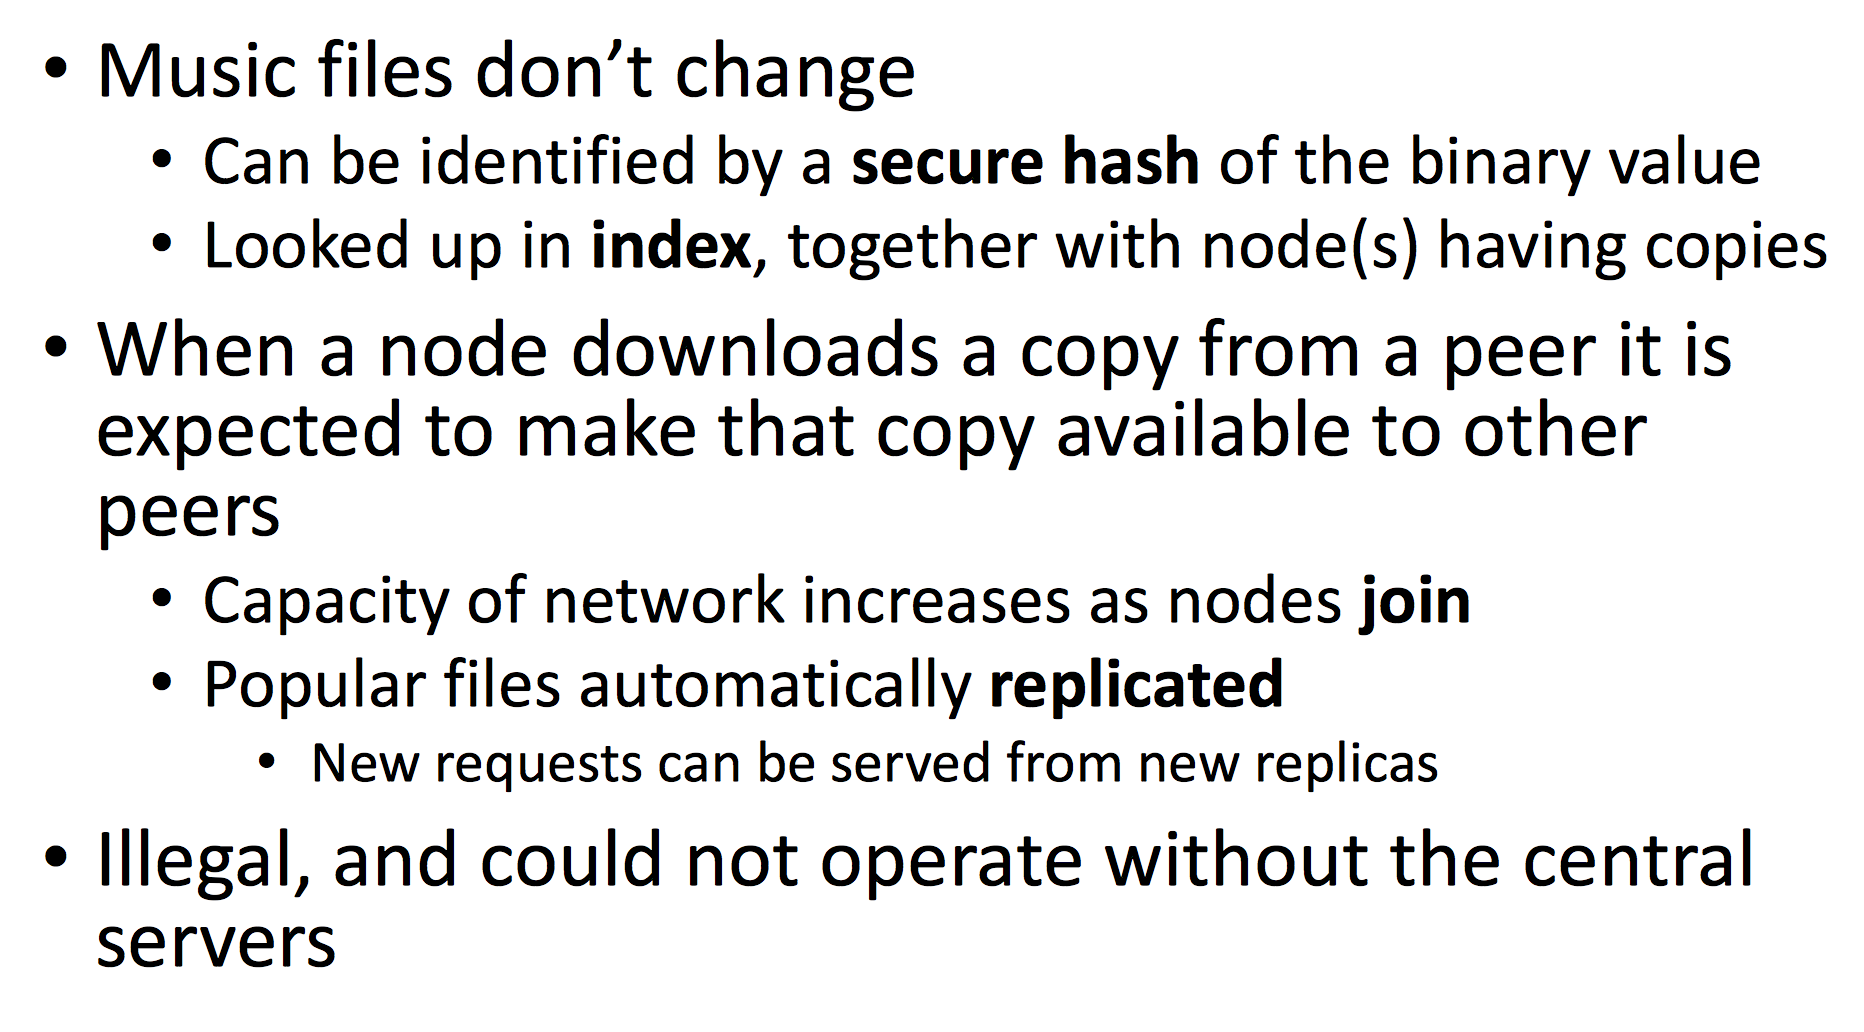 • Music files don’t change
• Can be identified by a secure hash of the binary value
• Looked up in index, together with node(s) having copies
• When a node downloads a copy from a peer it is
expected to make that copy available to other
peers
• Capacity of network increases as nodes join
• Popular files automatically replicated
• New requests can be served from new replicas
• Illegal, and could not operate without the central
servers